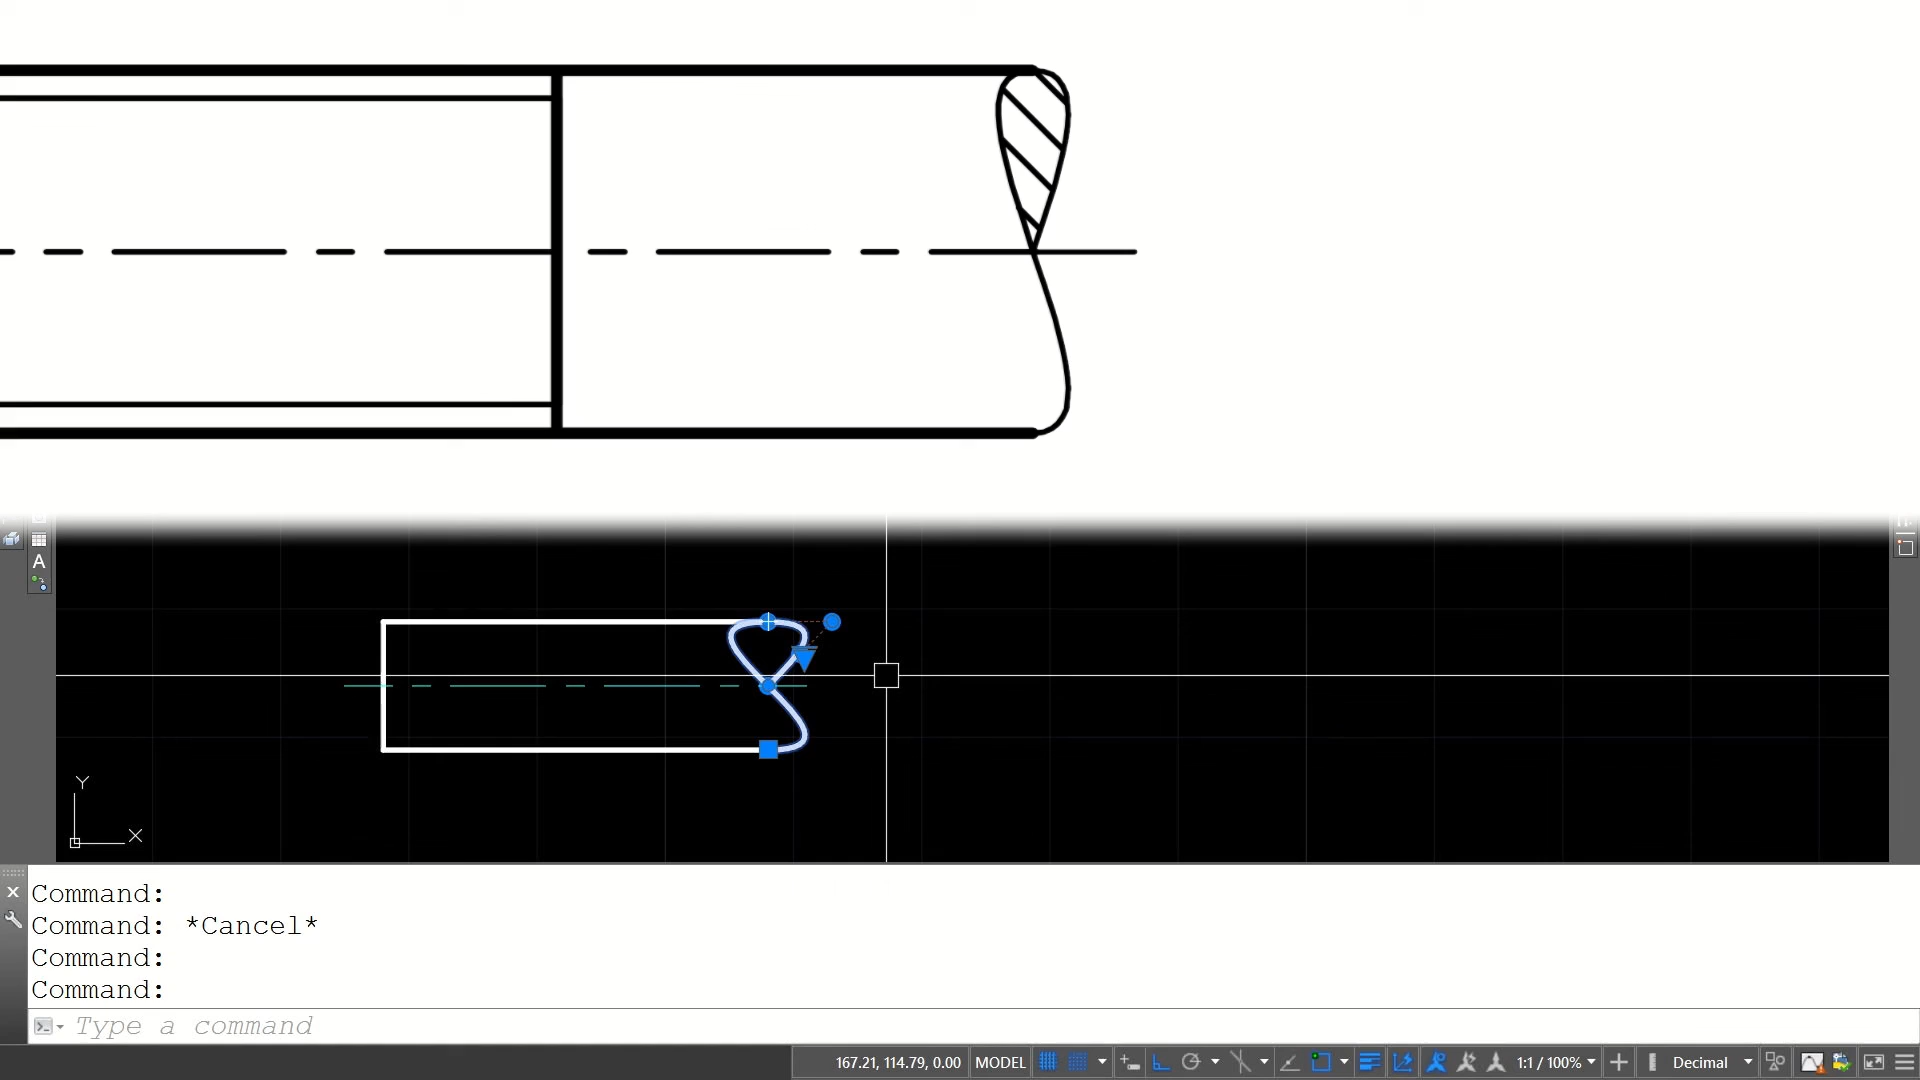 A
Y
X
Command:
Command: *Cancel*
Command:
Command:
Type a command
167.21, 114.79, 0.00 MODEL 1:1 / 100% Decimal